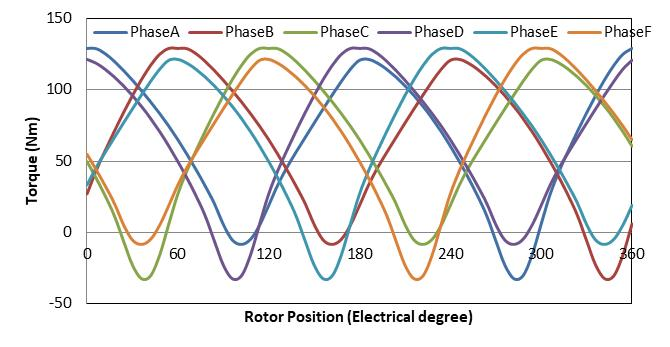 150
PhaseA PhaseB PhaseC PhaseD PhaseE PhaseF
100
50
0
-50
Torque (Nm)
0 60 120 180 240 300 360
Rotor Position (Electrical degree)